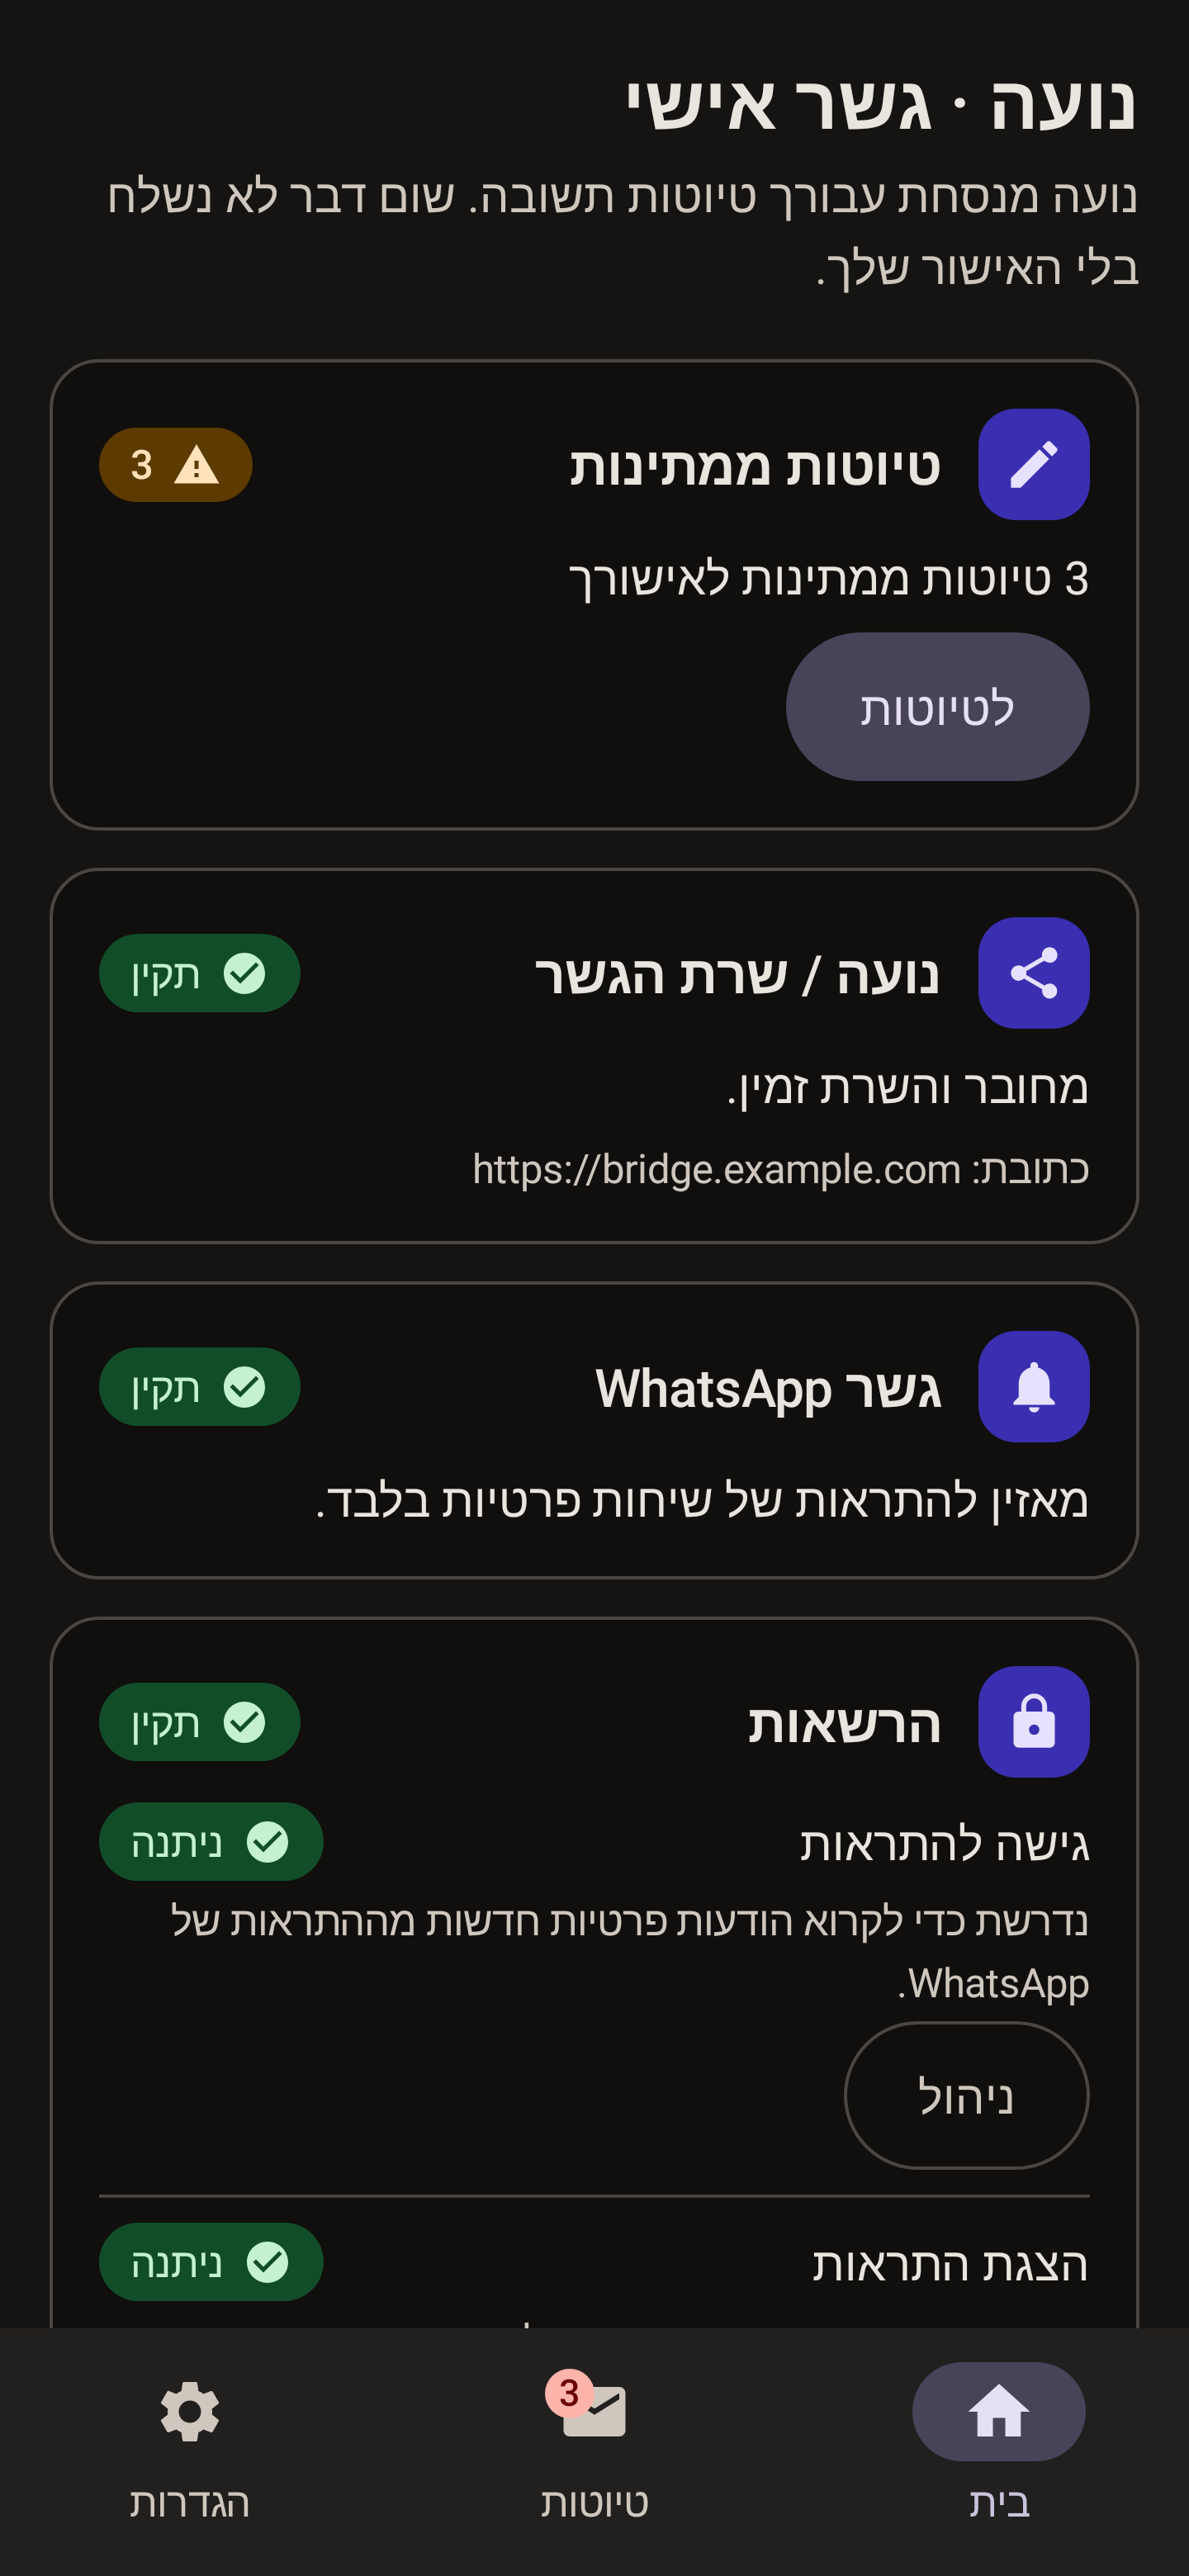 נועה · גשר אישי
נועה מנסחת עבורך טיוטות תשובה. שום דבר לא נשלח
בלי האישור שלך.
טיוטות ממתינות
3
3 טיוטות ממתינות לאישורך
לטיוטות
נועה / שרת הגשר
תקין
מחובר והשרת זמין.
כתובת: https://bridge.example.com
גשר WhatsApp
תקין
מאזין להתראות של שיחות פרטיות בלבד.
הרשאות
תקין
גישה להתראות
ניתנה
נדרשת כדי לקרוא הודעות פרטיות חדשות מההתראות של
WhatsApp.
ניהול
הצגת התראות
ניתנה
3
בית
טיוטות
הגדרות